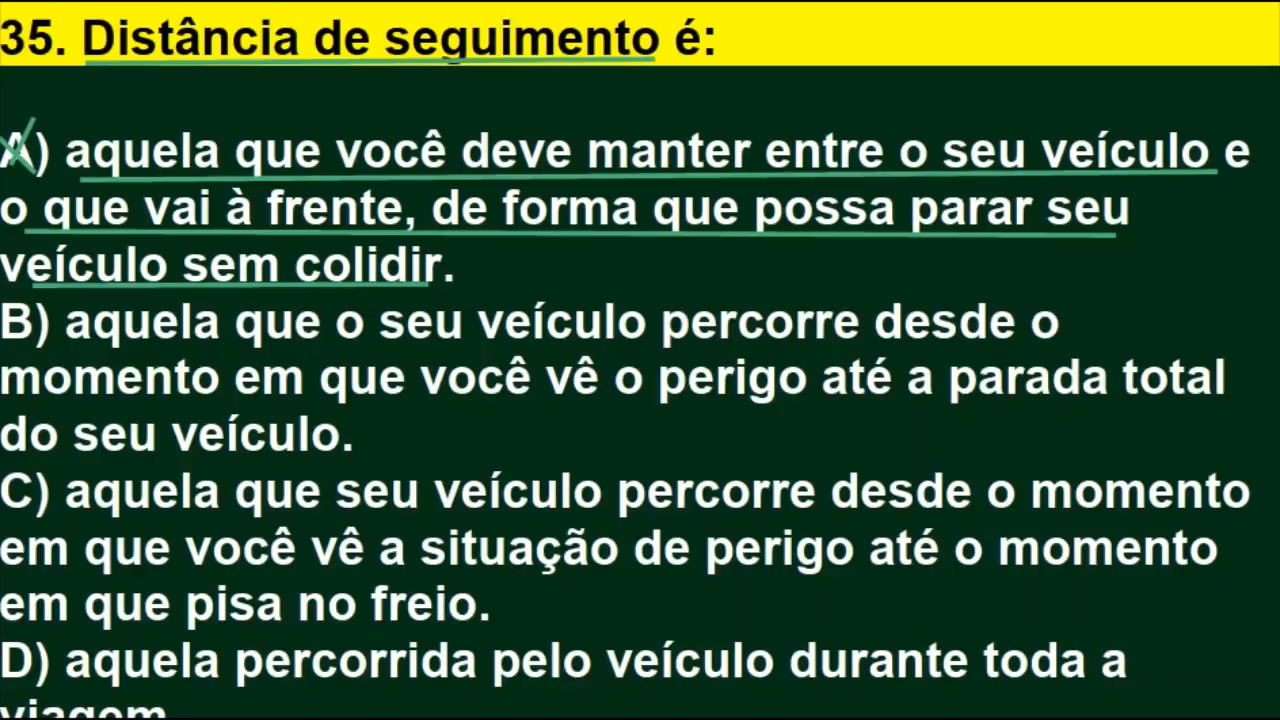 35. Distância de seguimento é:
A) aquela que você deve manter entre o seu veículo e
o que vai à frente, de forma que possa parar seu
veículo sem colidir.
B) aquela que o seu veículo percorre desde o
momento em que você vê o perigo até a parada total
do seu veículo.
C) aquela que seu veículo percorre desde o momento
em que você vê a situação de perigo até o momento
em que pisa no freio.
D) aquela percorrida pelo veículo durante toda a
viagem